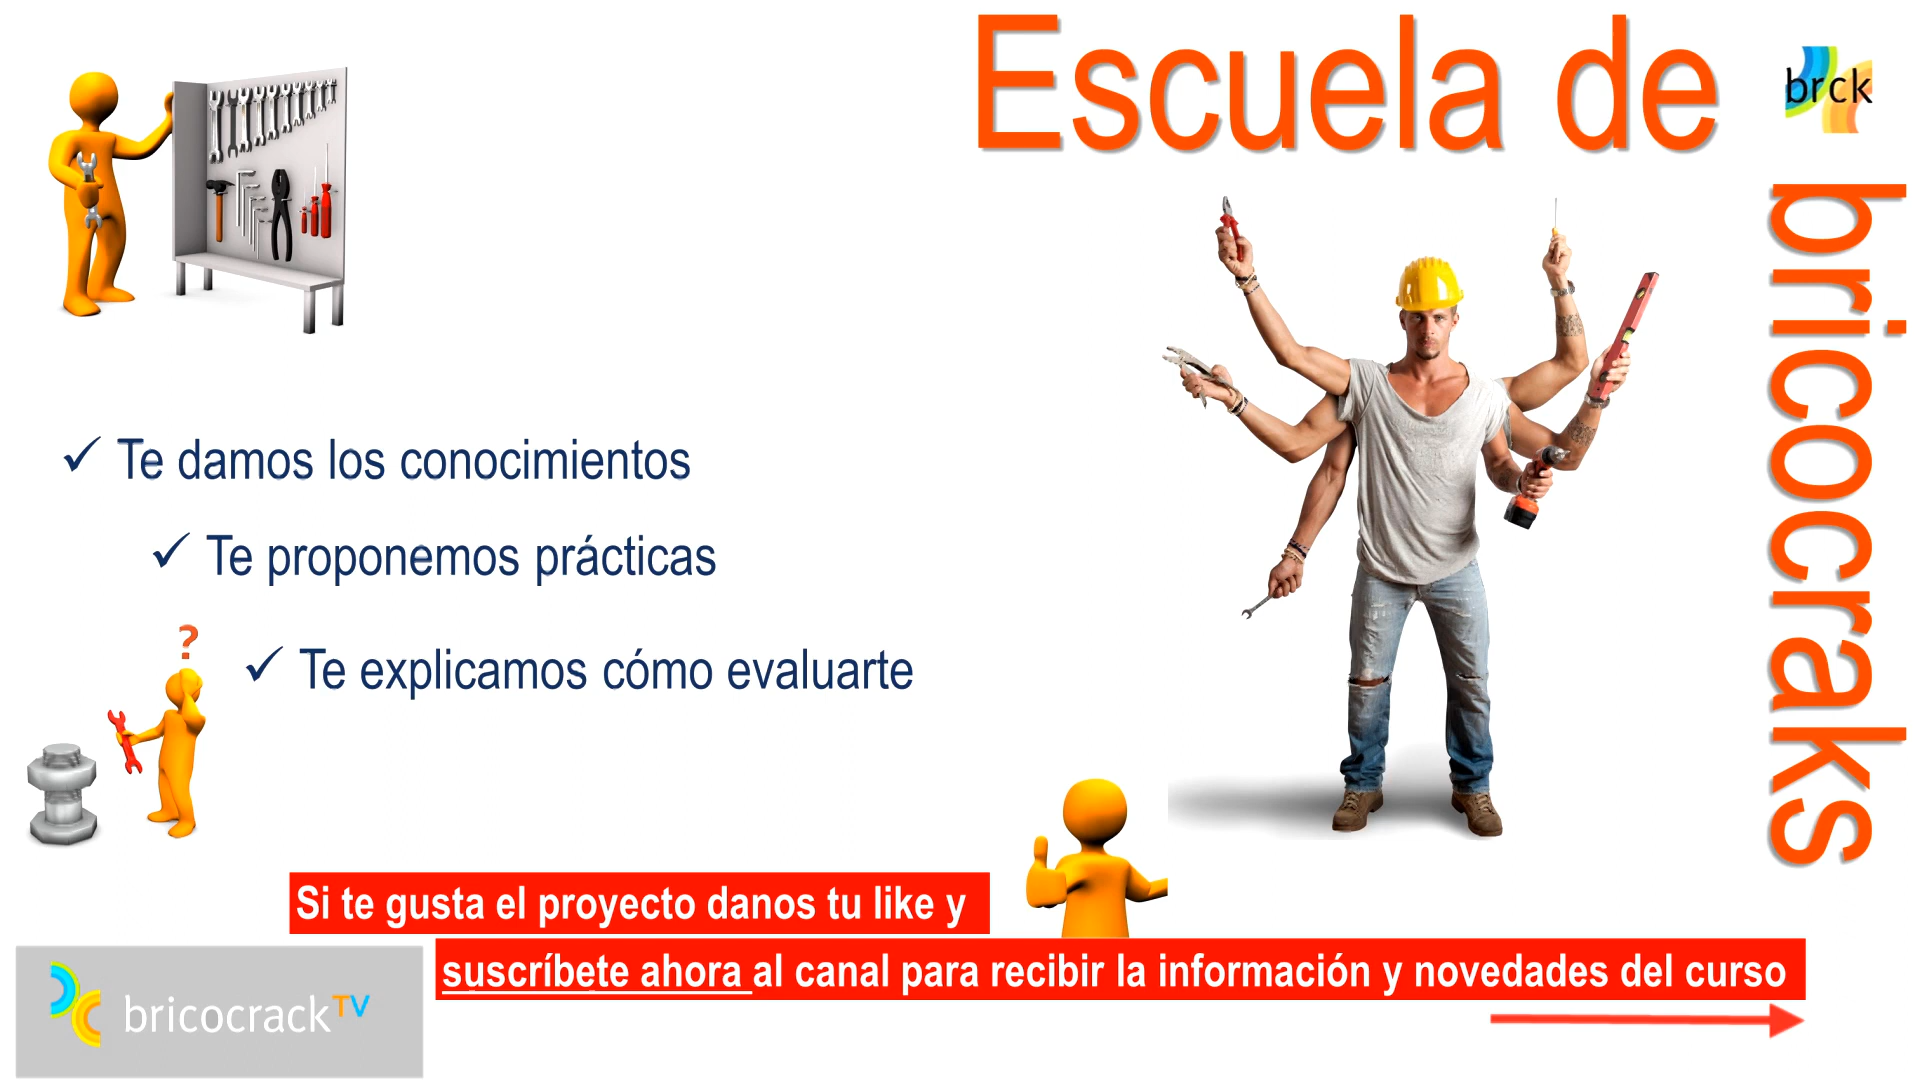 Escuela de
brck
bricocraks
Te damos los conocimientos
Te proponemos prácticas
?
Te explicamos cómo evaluarte
Si te gusta el proyecto danos tu like y
suscríbete ahora al canal para recibir la información y novedades del curso
bricocrackTV